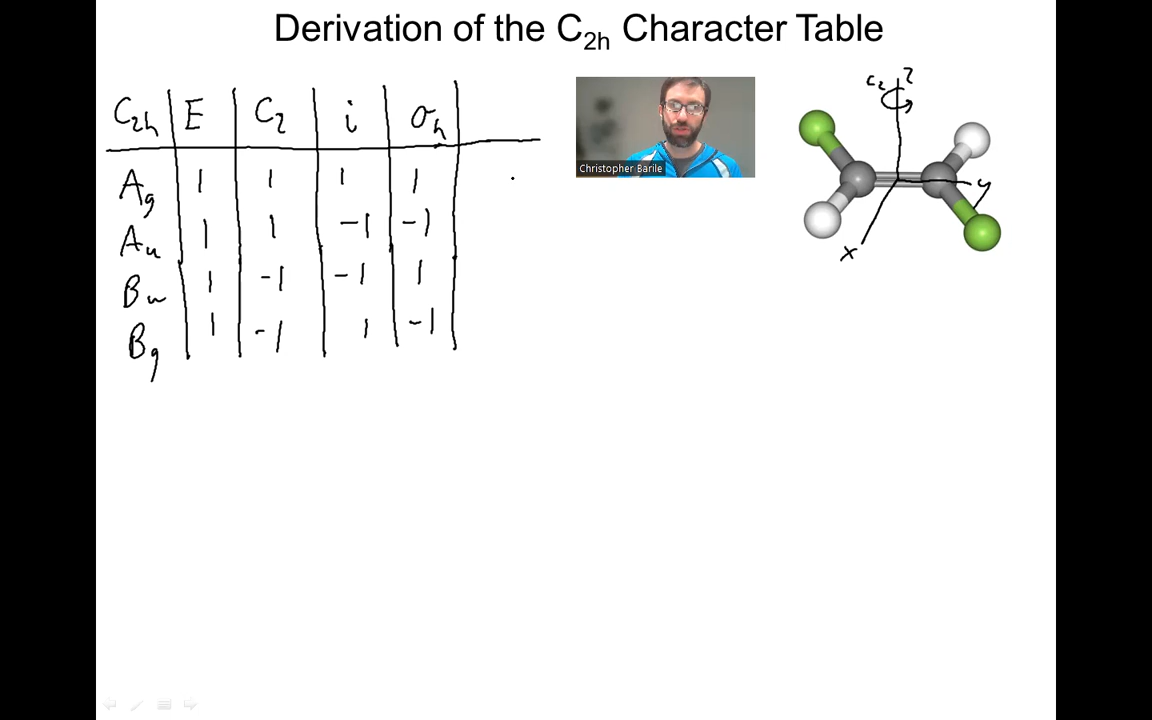 Derivation of the C2h Character Table
C2h E C2 i σh
Ag 1 1 1 1
Au 1 1 -1 -1
Bu 1 -1 -1 1
Bg 1 -1 1 -1
Christopher Barile
C2 z
y
x